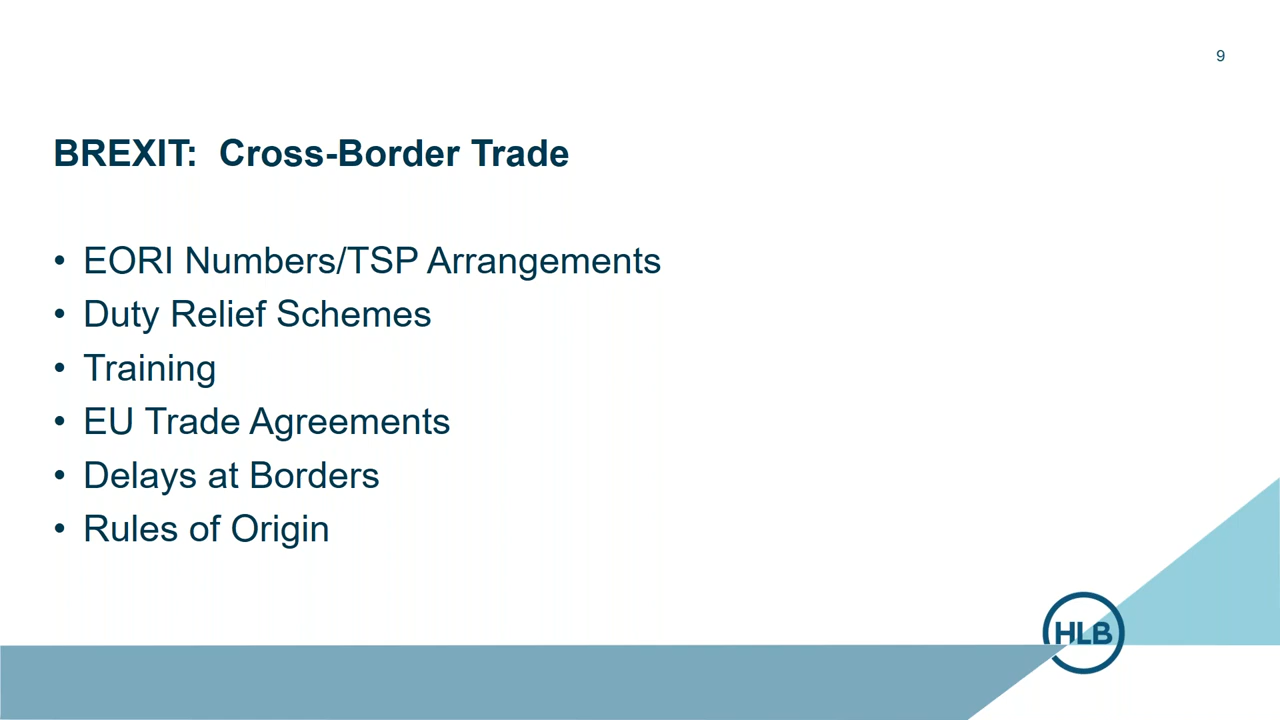 9
BREXIT:  Cross-Border Trade
• EORI Numbers/TSP Arrangements
• Duty Relief Schemes
• Training
• EU Trade Agreements
• Delays at Borders
• Rules of Origin
HLB